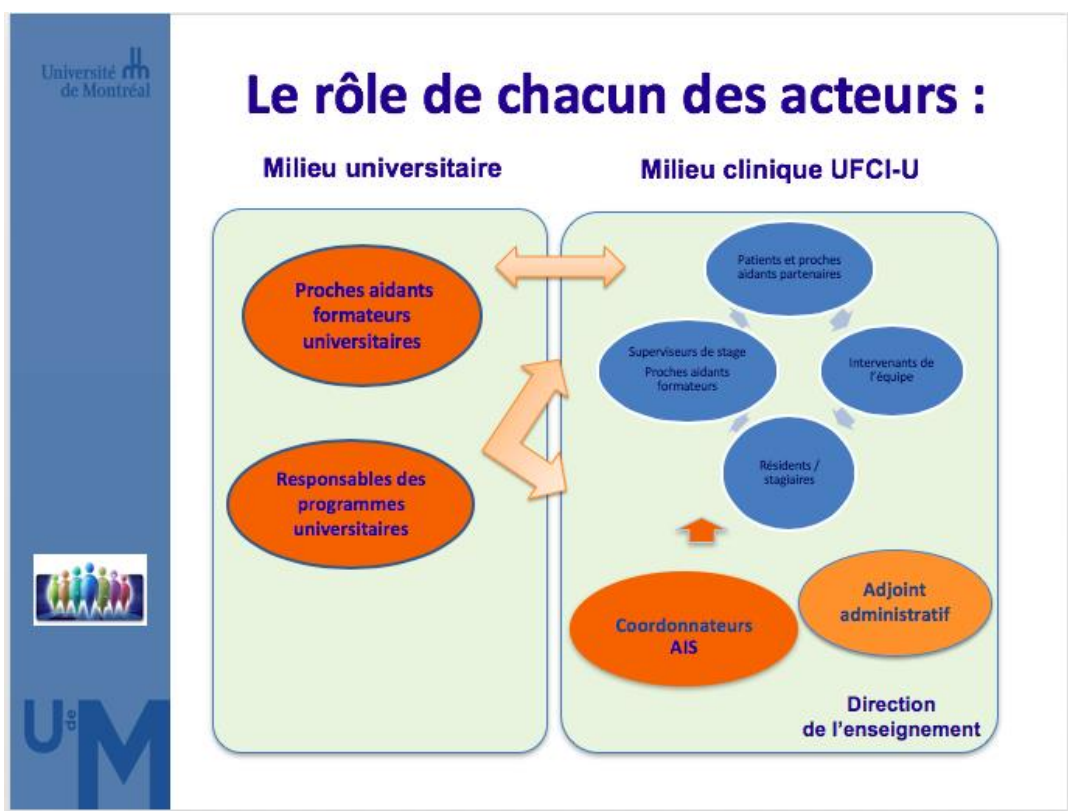 Université
de Montréal
Le rôle de chacun des acteurs :
Milieu universitaire
Milieu clinique UFCI-U
Proches aidants
formateurs
universitaires
Responsables des
programmes
universitaires
Patients et proches
aidants partenaires
Superviseurs de stage
Proches aidants
formateurs
Intervenants de
l'équipe
Résidents /
stagiaires
Coordonnateurs
AIS
Adjoint
administratif
Direction
de l'enseignement
U de M